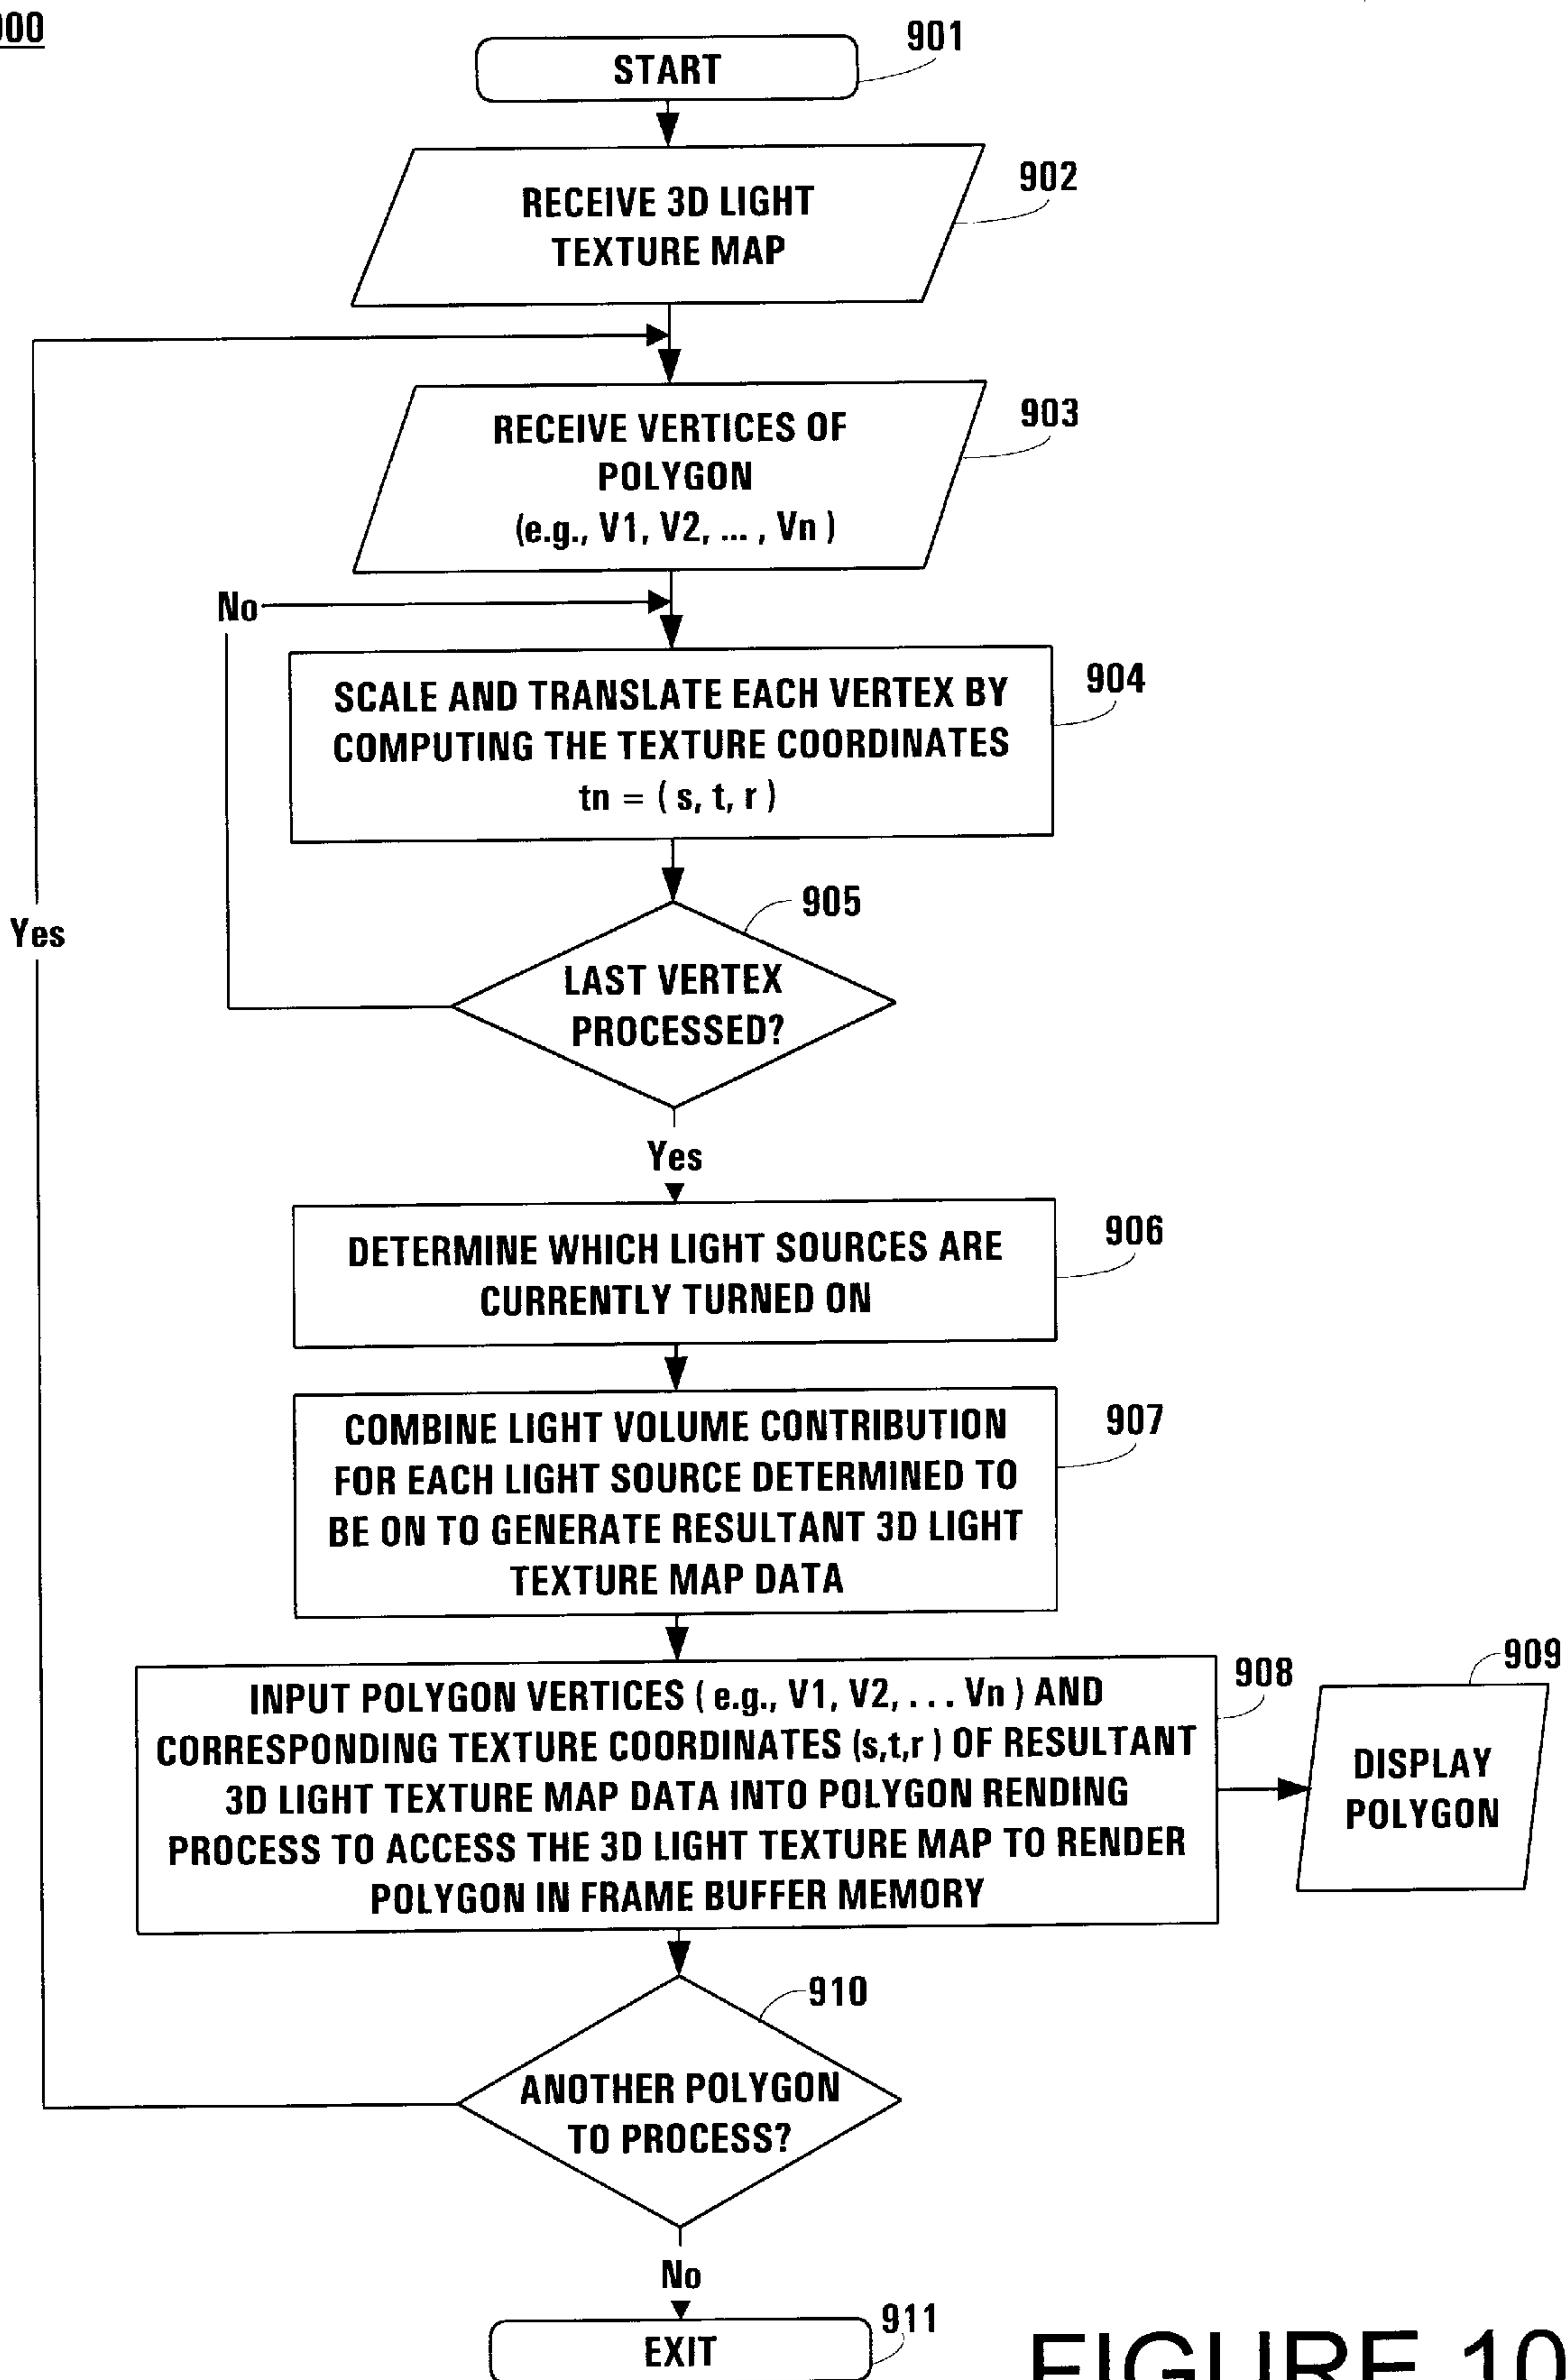 START
901
RECEIVE 3D LIGHT
TEXTURE MAP
902
RECEIVE VERTICES OF
POLYGON
(e.g., V1, V2, ... , Vn )
903
No
SCALE AND TRANSLATE EACH VERTEX BY
COMPUTING THE TEXTURE COORDINATES
tn = ( s, t, r )
904
Yes
905
LAST VERTEX
PROCESSED?
Yes
DETERMINE WHICH LIGHT SOURCES ARE
CURRENTLY TURNED ON
906
COMBINE LIGHT VOLUME CONTRIBUTION
FOR EACH LIGHT SOURCE DETERMINED TO
BE ON TO GENERATE RESULTANT 3D LIGHT
TEXTURE MAP DATA
907
INPUT POLYGON VERTICES ( e.g., V1, V2, . . . Vn ) AND
CORRESPONDING TEXTURE COORDINATES (s,t,r ) OF RESULTANT
3D LIGHT TEXTURE MAP DATA INTO POLYGON RENDING
PROCESS TO ACCESS THE 3D LIGHT TEXTURE MAP TO RENDER
POLYGON IN FRAME BUFFER MEMORY
908
909
DISPLAY
POLYGON
910
ANOTHER POLYGON
TO PROCESS?
No
911
EXIT
FIGURE 10